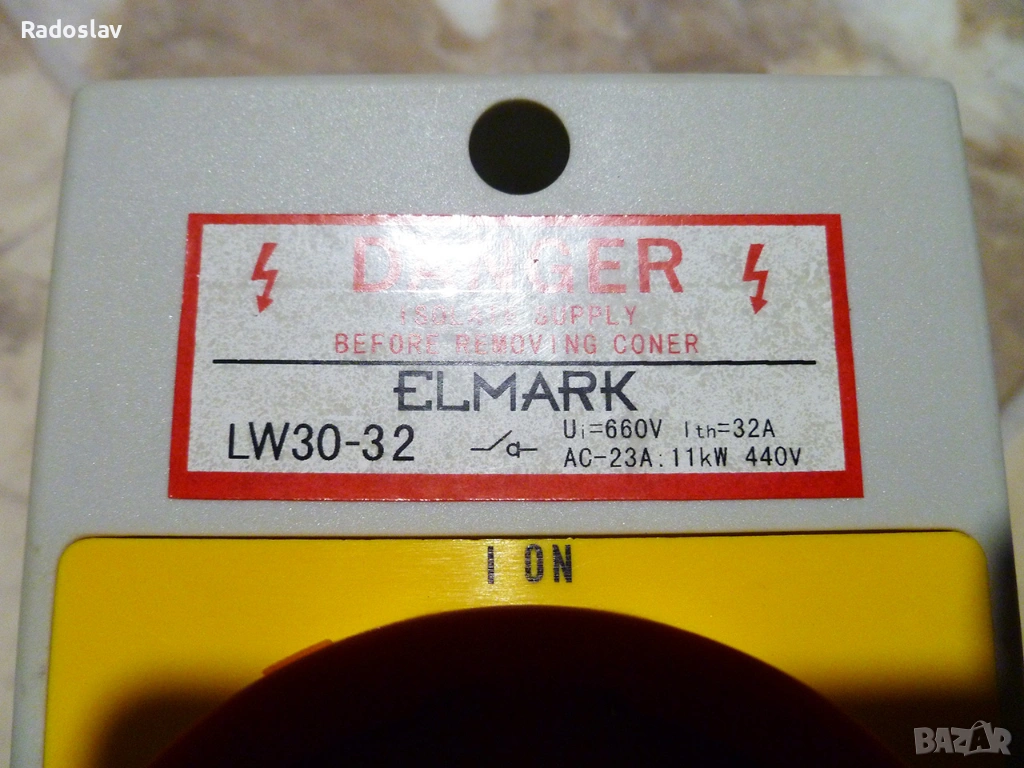 Radoslav
DANGER
ISOLATE SUPPLY
BEFORE REMOVING CONER
ELMARK
LW30-32
Ui=660V Ith=32A
AC-23A: 11kW 440V
I ON
BAZAR